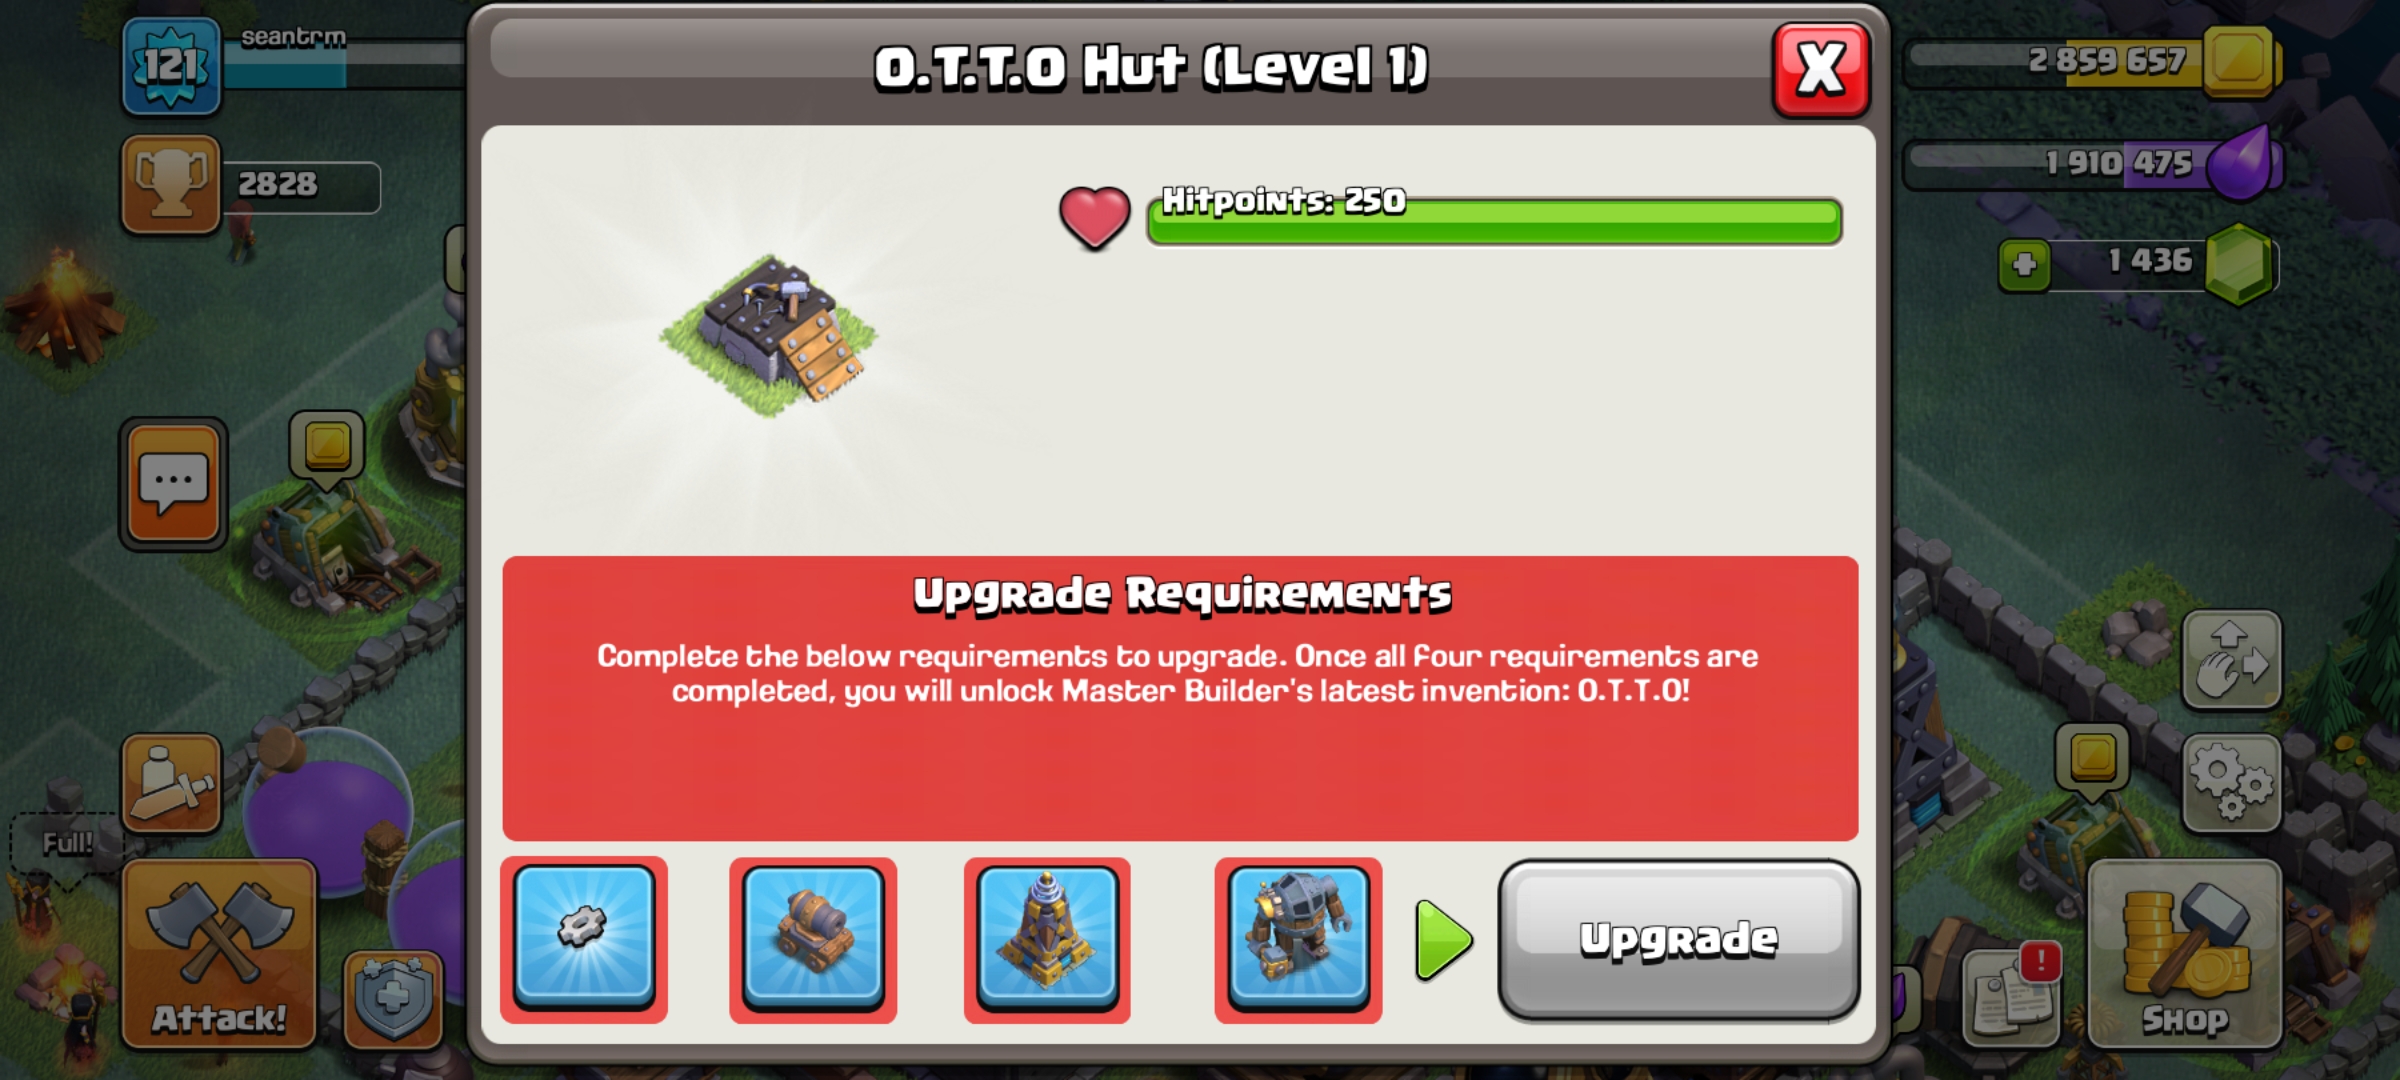 121
seantrm
2828
O.T.T.O Hut (Level 1)
X
2 859 657
1 910 475
1 436
Hitpoints: 250
Upgrade Requirements
Complete the below requirements to upgrade. Once all four requirements are
completed, you will unlock Master Builder's latest invention: O.T.T.O!
Full!
Attack!
Upgrade
!
Shop